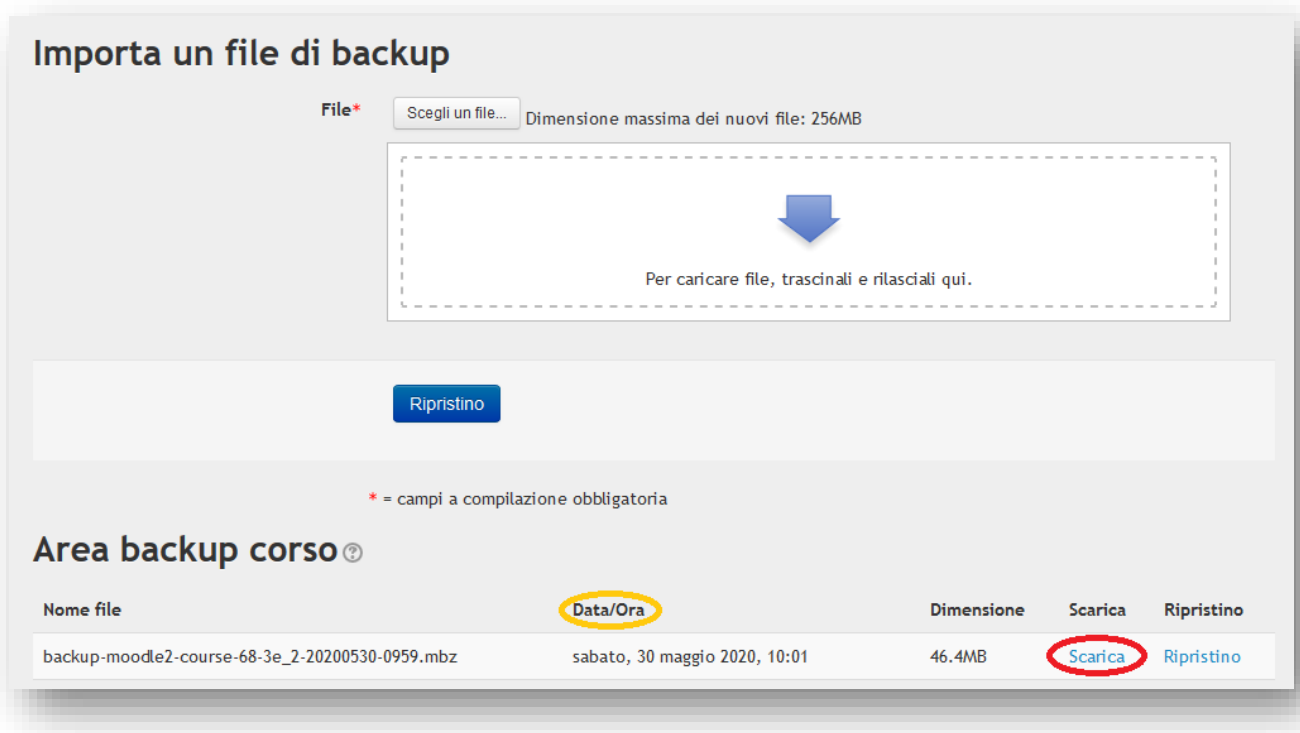 Importa un file di backup
File* Scegli un file... Dimensione massima dei nuovi file: 256MB
Per caricare file, trascinali e rilasciali qui.
Ripristino
* = campi a compilazione obbligatoria
Area backup corso ?
Nome file Data/Ora Dimensione Scarica Ripristino
backup-moodle2-course-68-3e_2-20200530-0959.mbz sabato, 30 maggio 2020, 10:01 46.4MB Scarica Ripristino